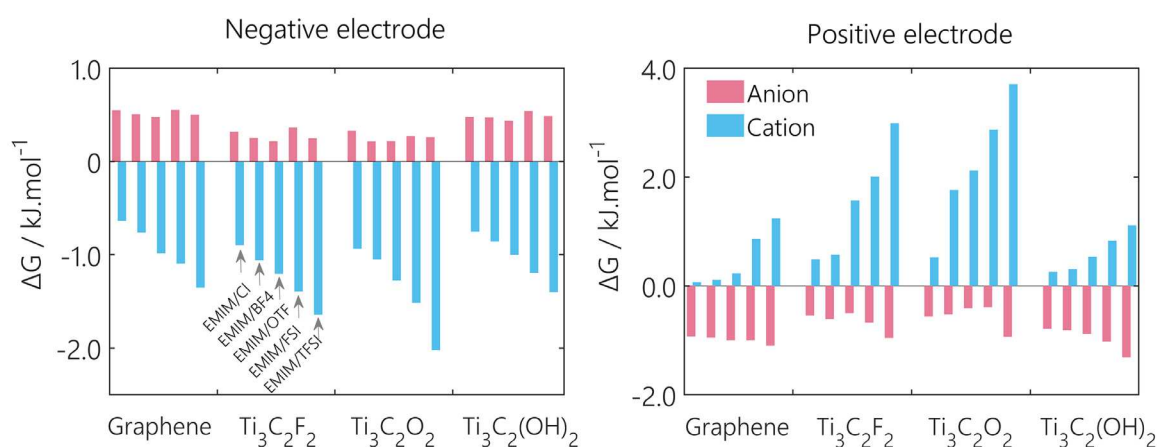 Negative electrode
ΔG / kJ.mol⁻¹
1.0
0
-1.0
-2.0
EMIM/Cl
EMIM/BF4
EMIM/OTF
EMIM/FSI
EMIM/TFSI
Graphene Ti₃C₂F₂ Ti₃C₂O₂ Ti₃C₂(OH)₂
Positive electrode
ΔG / kJ.mol⁻¹
4.0
2.0
0.0
-2.0
Anion
Cation
Graphene Ti₃C₂F₂ Ti₃C₂O₂ Ti₃C₂(OH)₂